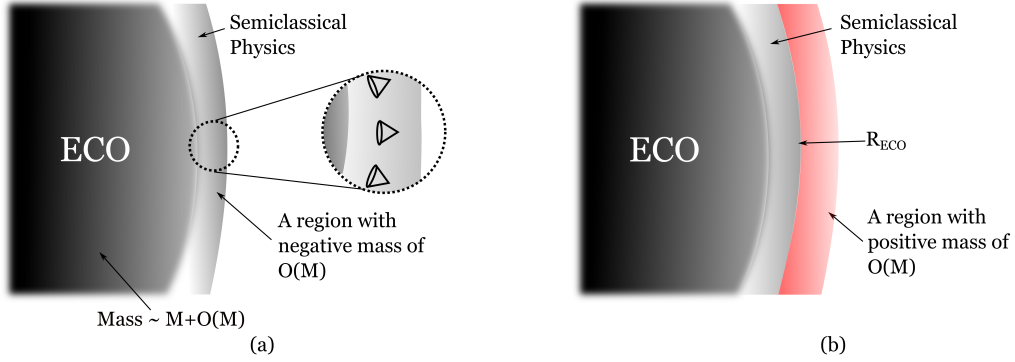 Semiclassical
Physics
ECO
A region with
negative mass of
O(M)
Mass ~ M+O(M)
(a)
Semiclassical
Physics
ECO
R_ECO
A region with
positive mass of
O(M)
(b)